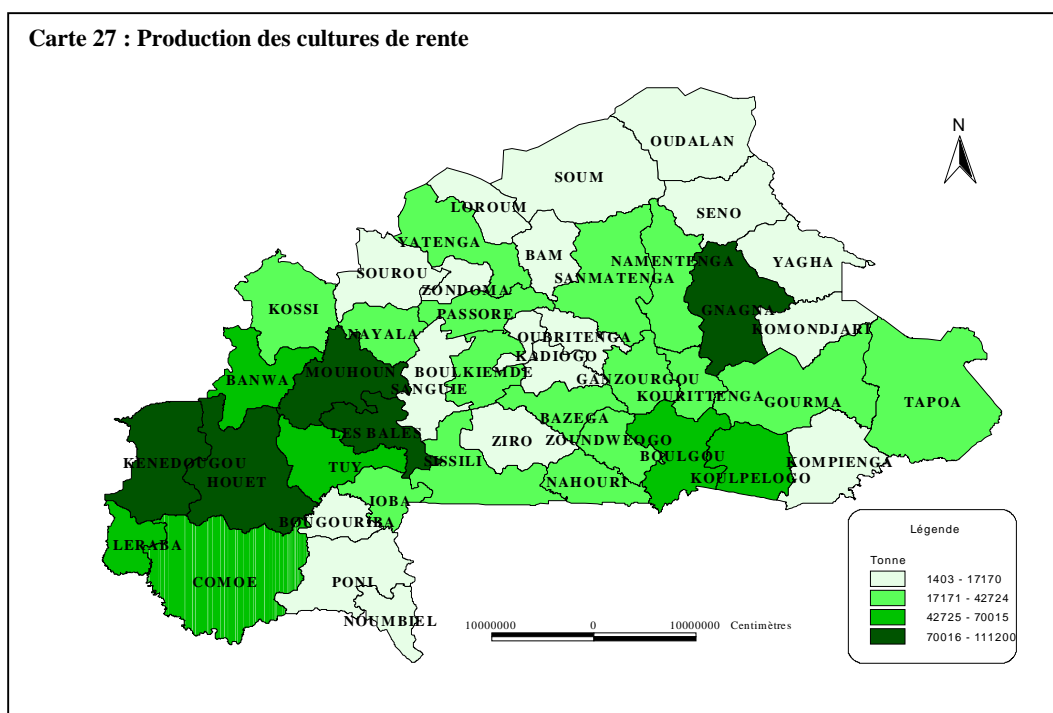 Carte 27 : Production des cultures de rente
N
OUDALAN
SOUM
SENO
LOROUM
YATENGA
BAM
NAMENTENGA
YAGHA
SOUROU
SANMATENGA
ZONDOMA
KOSSI
PASSORE
GNAGNA
NAYALA
KOMONDJARI
OUBRITENGA
KADIOGO
MOUHOUN
BOULKIEMDE
BANWA
SANGUIE
GANZOURGOU
KOURITTENGA
GOURMA
TAPOA
BAZEGA
LES BALES
ZIRO
ZOUNDWEOGO
BOULGOU
KENEDOUGOU
TUY
SISSILI
KOMPIENGA
HOUET
NAHOURI
KOULPELOGO
IOBA
BOUGOURIBA
LERABA
COMOE
PONI
NOUMBIEL
10000000 0 10000000 Centimètres
Légende
Tonne
1403 - 17170
17171 - 42724
42725 - 70015
70016 - 111200